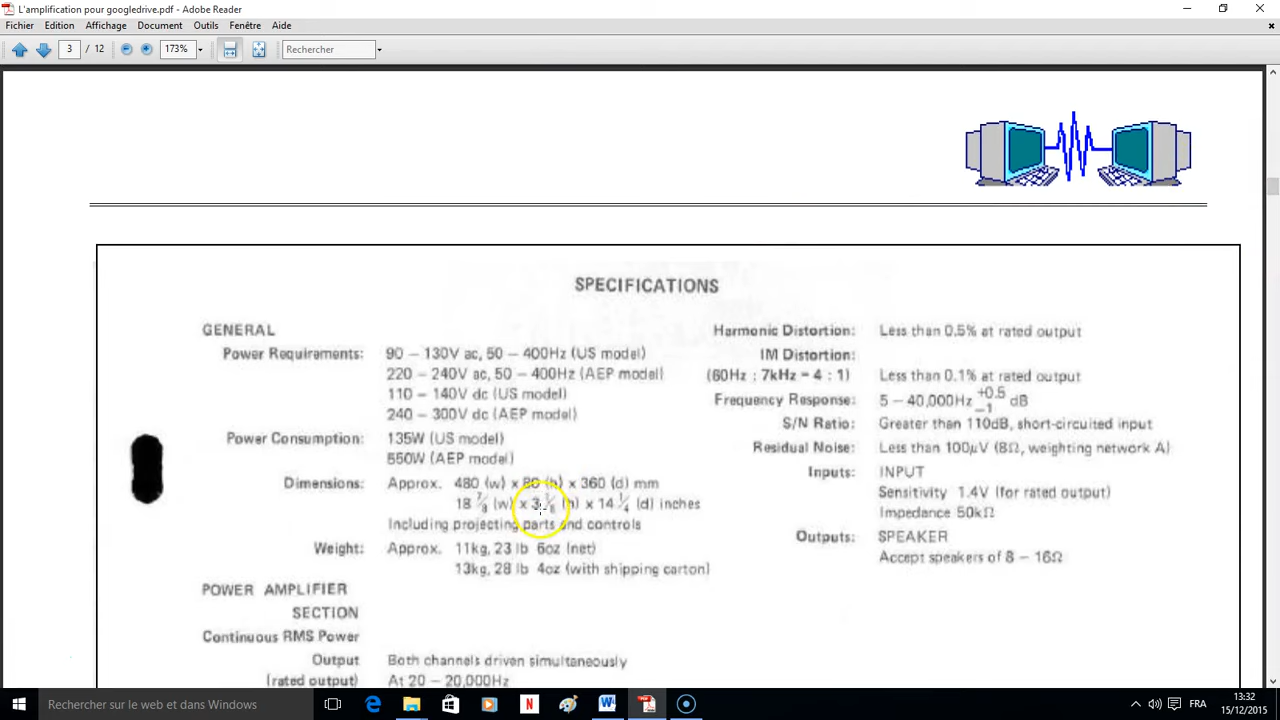 L'amplification pour googledrive.pdf - Adobe Reader
Fichier Edition Affichage Document Outils Fenêtre Aide
3 / 12 173% Rechercher
SPECIFICATIONS
GENERAL
Power Requirements: 90 – 130V ac, 50 – 400Hz (US model)
220 – 240V ac, 50 – 400Hz (AEP model)
110 – 140V dc (US model)
240 – 300V dc (AEP model)
Power Consumption: 135W (US model)
550W (AEP model)
Dimensions: Approx. 480 (w) x 80 (h) x 360 (d) mm
18 7/8 (w) x 3 (h) x 14 1/4 (d) inches
Including projecting parts and controls
Weight: Approx. 11kg, 23 lb 6oz (net)
13kg, 28 lb 4oz (with shipping carton)
POWER AMPLIFIER
SECTION
Continuous RMS Power
Output Both channels driven simultaneously
(rated output) At 20 – 20,000Hz
Harmonic Distortion: Less than 0.5% at rated output
IM Distortion:
(60Hz : 7kHz = 4 : 1) Less than 0.1% at rated output
Frequency Response: 5 – 40,000Hz +0.5 –1 dB
S/N Ratio: Greater than 110dB, short-circuited input
Residual Noise: Less than 100µV (8Ω, weighting network A)
Inputs: INPUT
Sensitivity 1.4V (for rated output)
Impedance 50kΩ
Outputs: SPEAKER
Accept speakers of 8 – 16Ω
Rechercher sur le web et dans Windows
FRA
13:32
15/12/2015